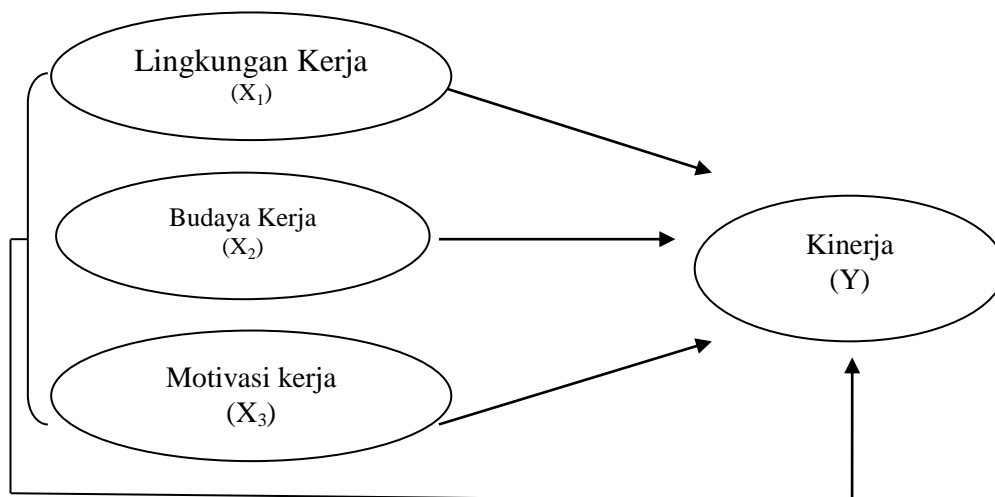 Lingkungan Kerja
(X₁)
Budaya Kerja
(X₂)
Motivasi kerja
(X₃)
Kinerja
(Y)